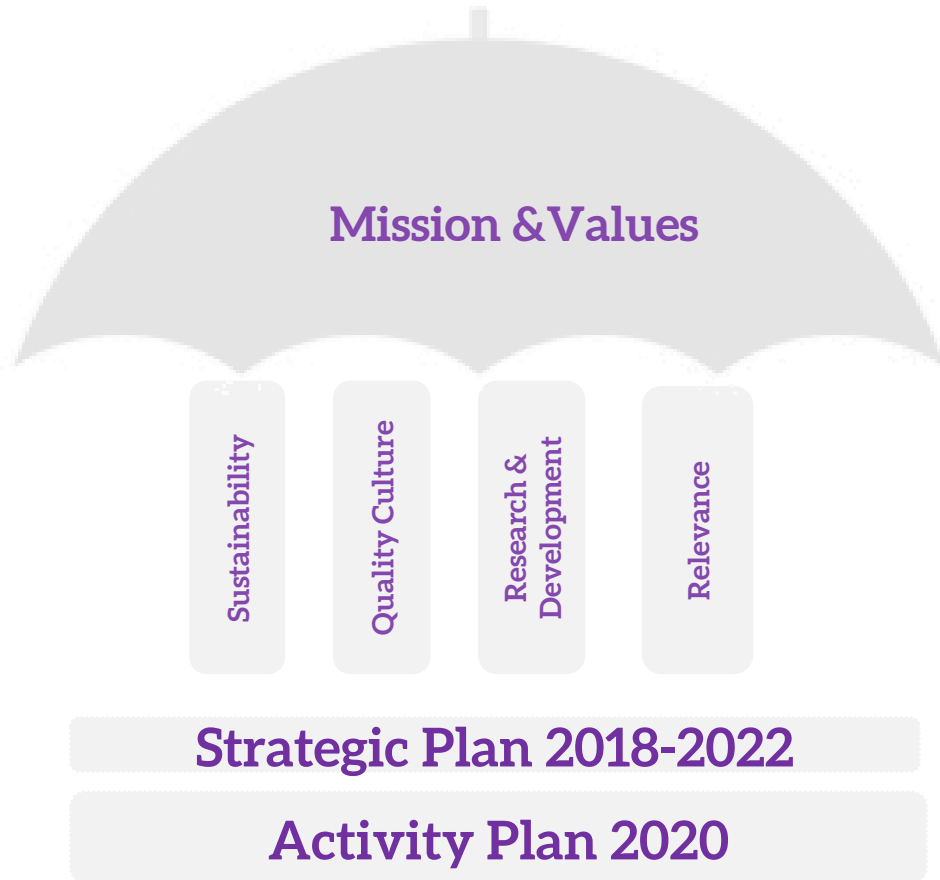 Mission &Values
Sustainability
Quality Culture
Research &
Development
Relevance
Strategic Plan 2018-2022
Activity Plan 2020